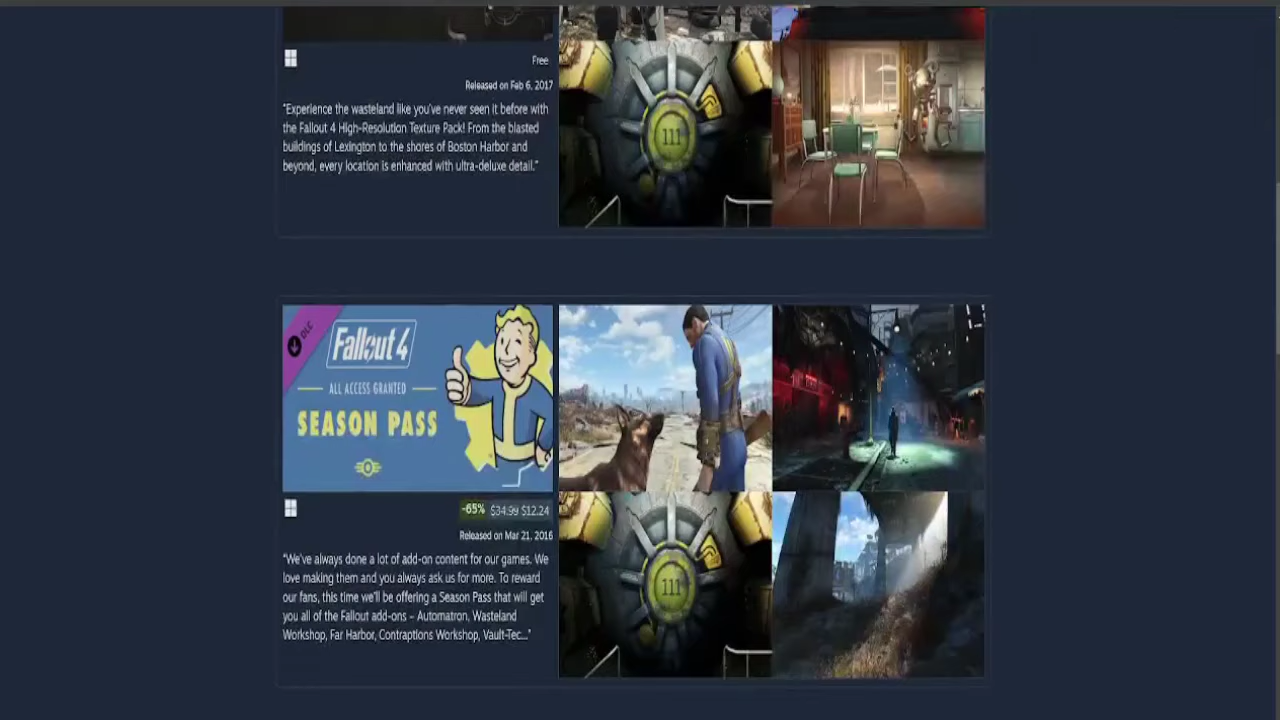 Free
Released on Feb 6, 2017
"Experience the wasteland like you've never seen it before with
the Fallout 4 High-Resolution Texture Pack! From the blasted
buildings of Lexington to the shores of Boston Harbor and
beyond, every location is enhanced with ultra-deluxe detail."
111
DLC
Fallout 4
ALL ACCESS GRANTED
SEASON PASS
-65% $34.99 $12.24
Released on Mar 21, 2016
"We've always done a lot of add-on content for our games. We
love making them and you always ask us for more. To reward
our fans, this time we'll be offering a Season Pass that will get
you all of the Fallout add-ons – Automatron, Wasteland
Workshop, Far Harbor, Contraptions Workshop, Vault-Tec..."
111